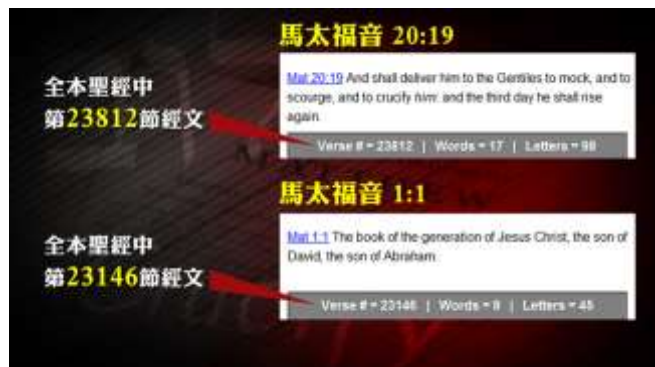 馬太福音 20:19
全本聖經中
第23812節經文
Mat 20:19 And shall deliver him to the Gentiles to mock, and to
scourge, and to crucify him: and the third day he shall rise
again.
Verse # = 23812 | Words = 17 | Letters = 98
馬太福音 1:1
全本聖經中
第23146節經文
Mat 1:1 The book of the generation of Jesus Christ, the son of
David, the son of Abraham.
Verse # = 23146 | Words = 8 | Letters = 45